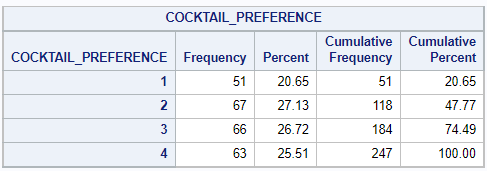 COCKTAIL_PREFERENCE
COCKTAIL_PREFERENCE Frequency Percent Cumulative Frequency Cumulative Percent
1 51 20.65 51 20.65
2 67 27.13 118 47.77
3 66 26.72 184 74.49
4 63 25.51 247 100.00